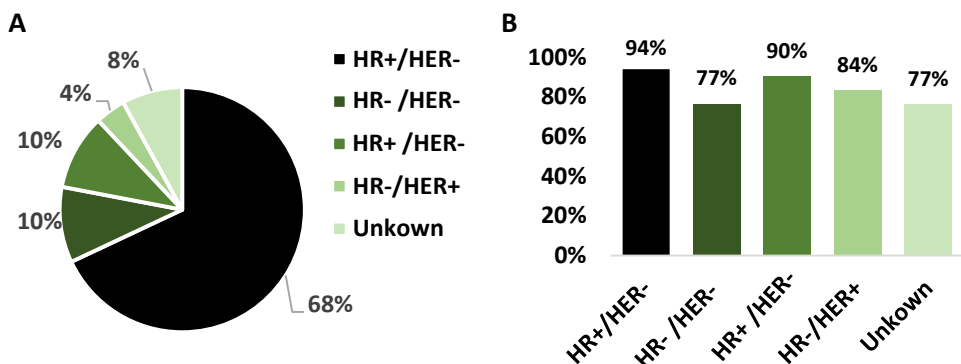 A
8%
4%
10%
10%
68%
HR+/HER-
HR- /HER-
HR+ /HER-
HR-/HER+
Unkown
B
100%
80%
60%
40%
20%
0%
94%
77%
90%
84%
77%
HR+/HER-
HR- /HER-
HR+ /HER-
HR-/HER+
Unkown